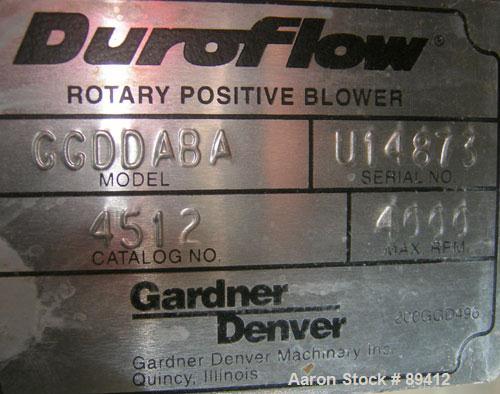 Duroflow®
ROTARY POSITIVE BLOWER
GGDDABA U14873
MODEL SERIAL NO.
4512 4000
CATALOG NO. MAX. RPM
Gardner
Denver
Gardner Denver Machinery Inc.
Quincy, Illinois
Aaron Stock # 89412